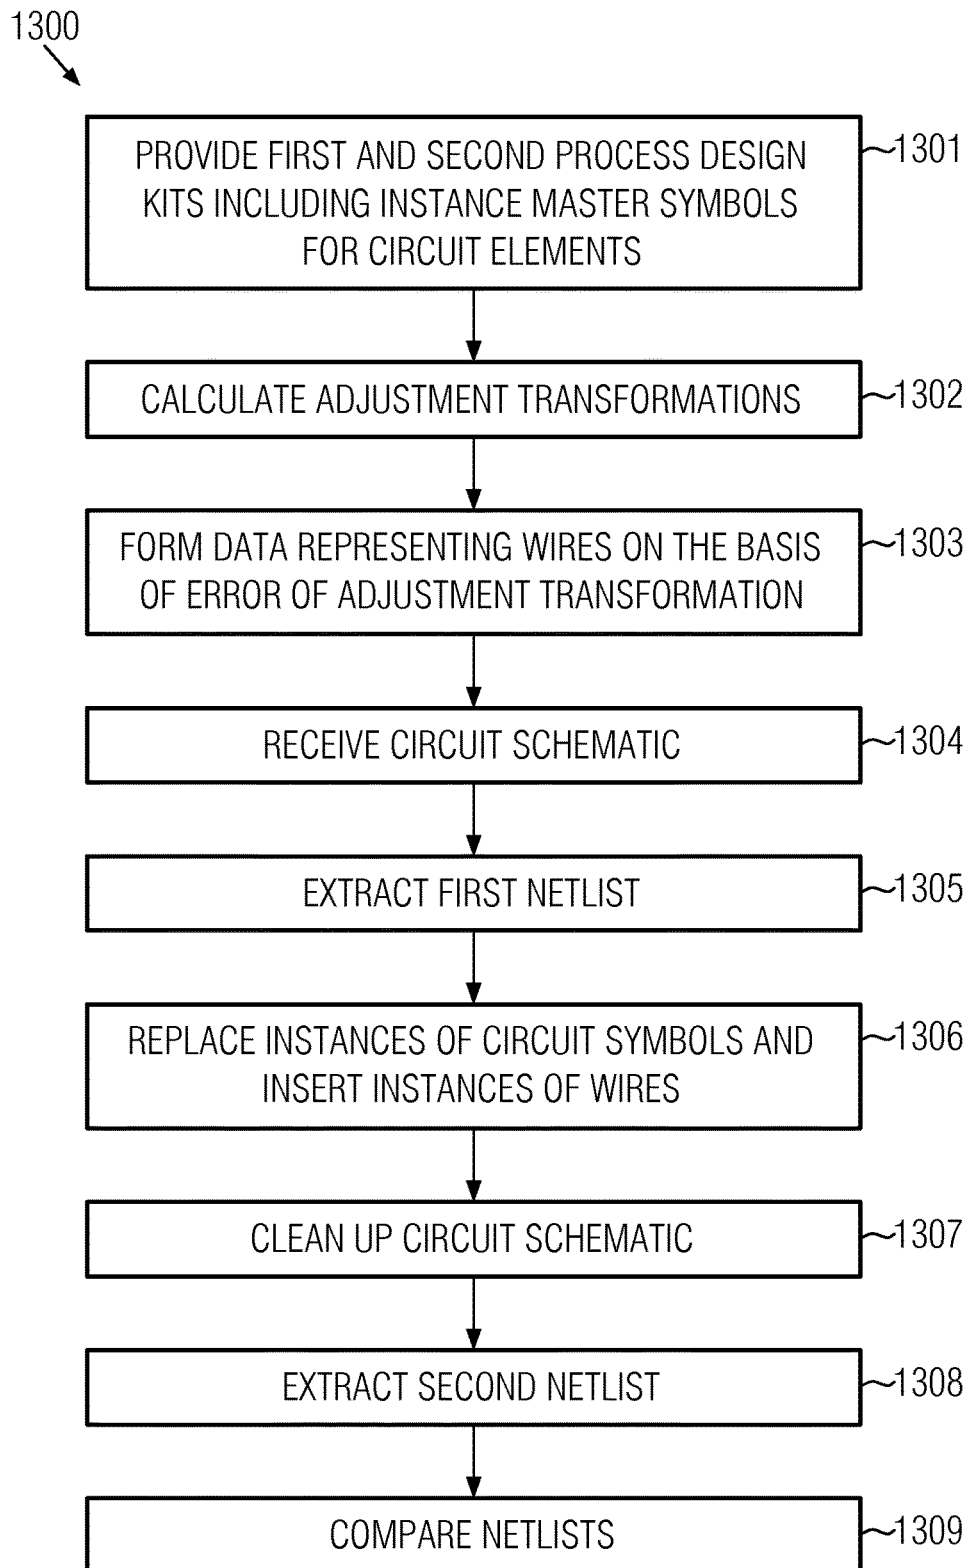 1300
PROVIDE FIRST AND SECOND PROCESS DESIGN
KITS INCLUDING INSTANCE MASTER SYMBOLS
FOR CIRCUIT ELEMENTS
1301
CALCULATE ADJUSTMENT TRANSFORMATIONS
1302
FORM DATA REPRESENTING WIRES ON THE BASIS
OF ERROR OF ADJUSTMENT TRANSFORMATION
1303
RECEIVE CIRCUIT SCHEMATIC
1304
EXTRACT FIRST NETLIST
1305
REPLACE INSTANCES OF CIRCUIT SYMBOLS AND
INSERT INSTANCES OF WIRES
1306
CLEAN UP CIRCUIT SCHEMATIC
1307
EXTRACT SECOND NETLIST
1308
COMPARE NETLISTS
1309